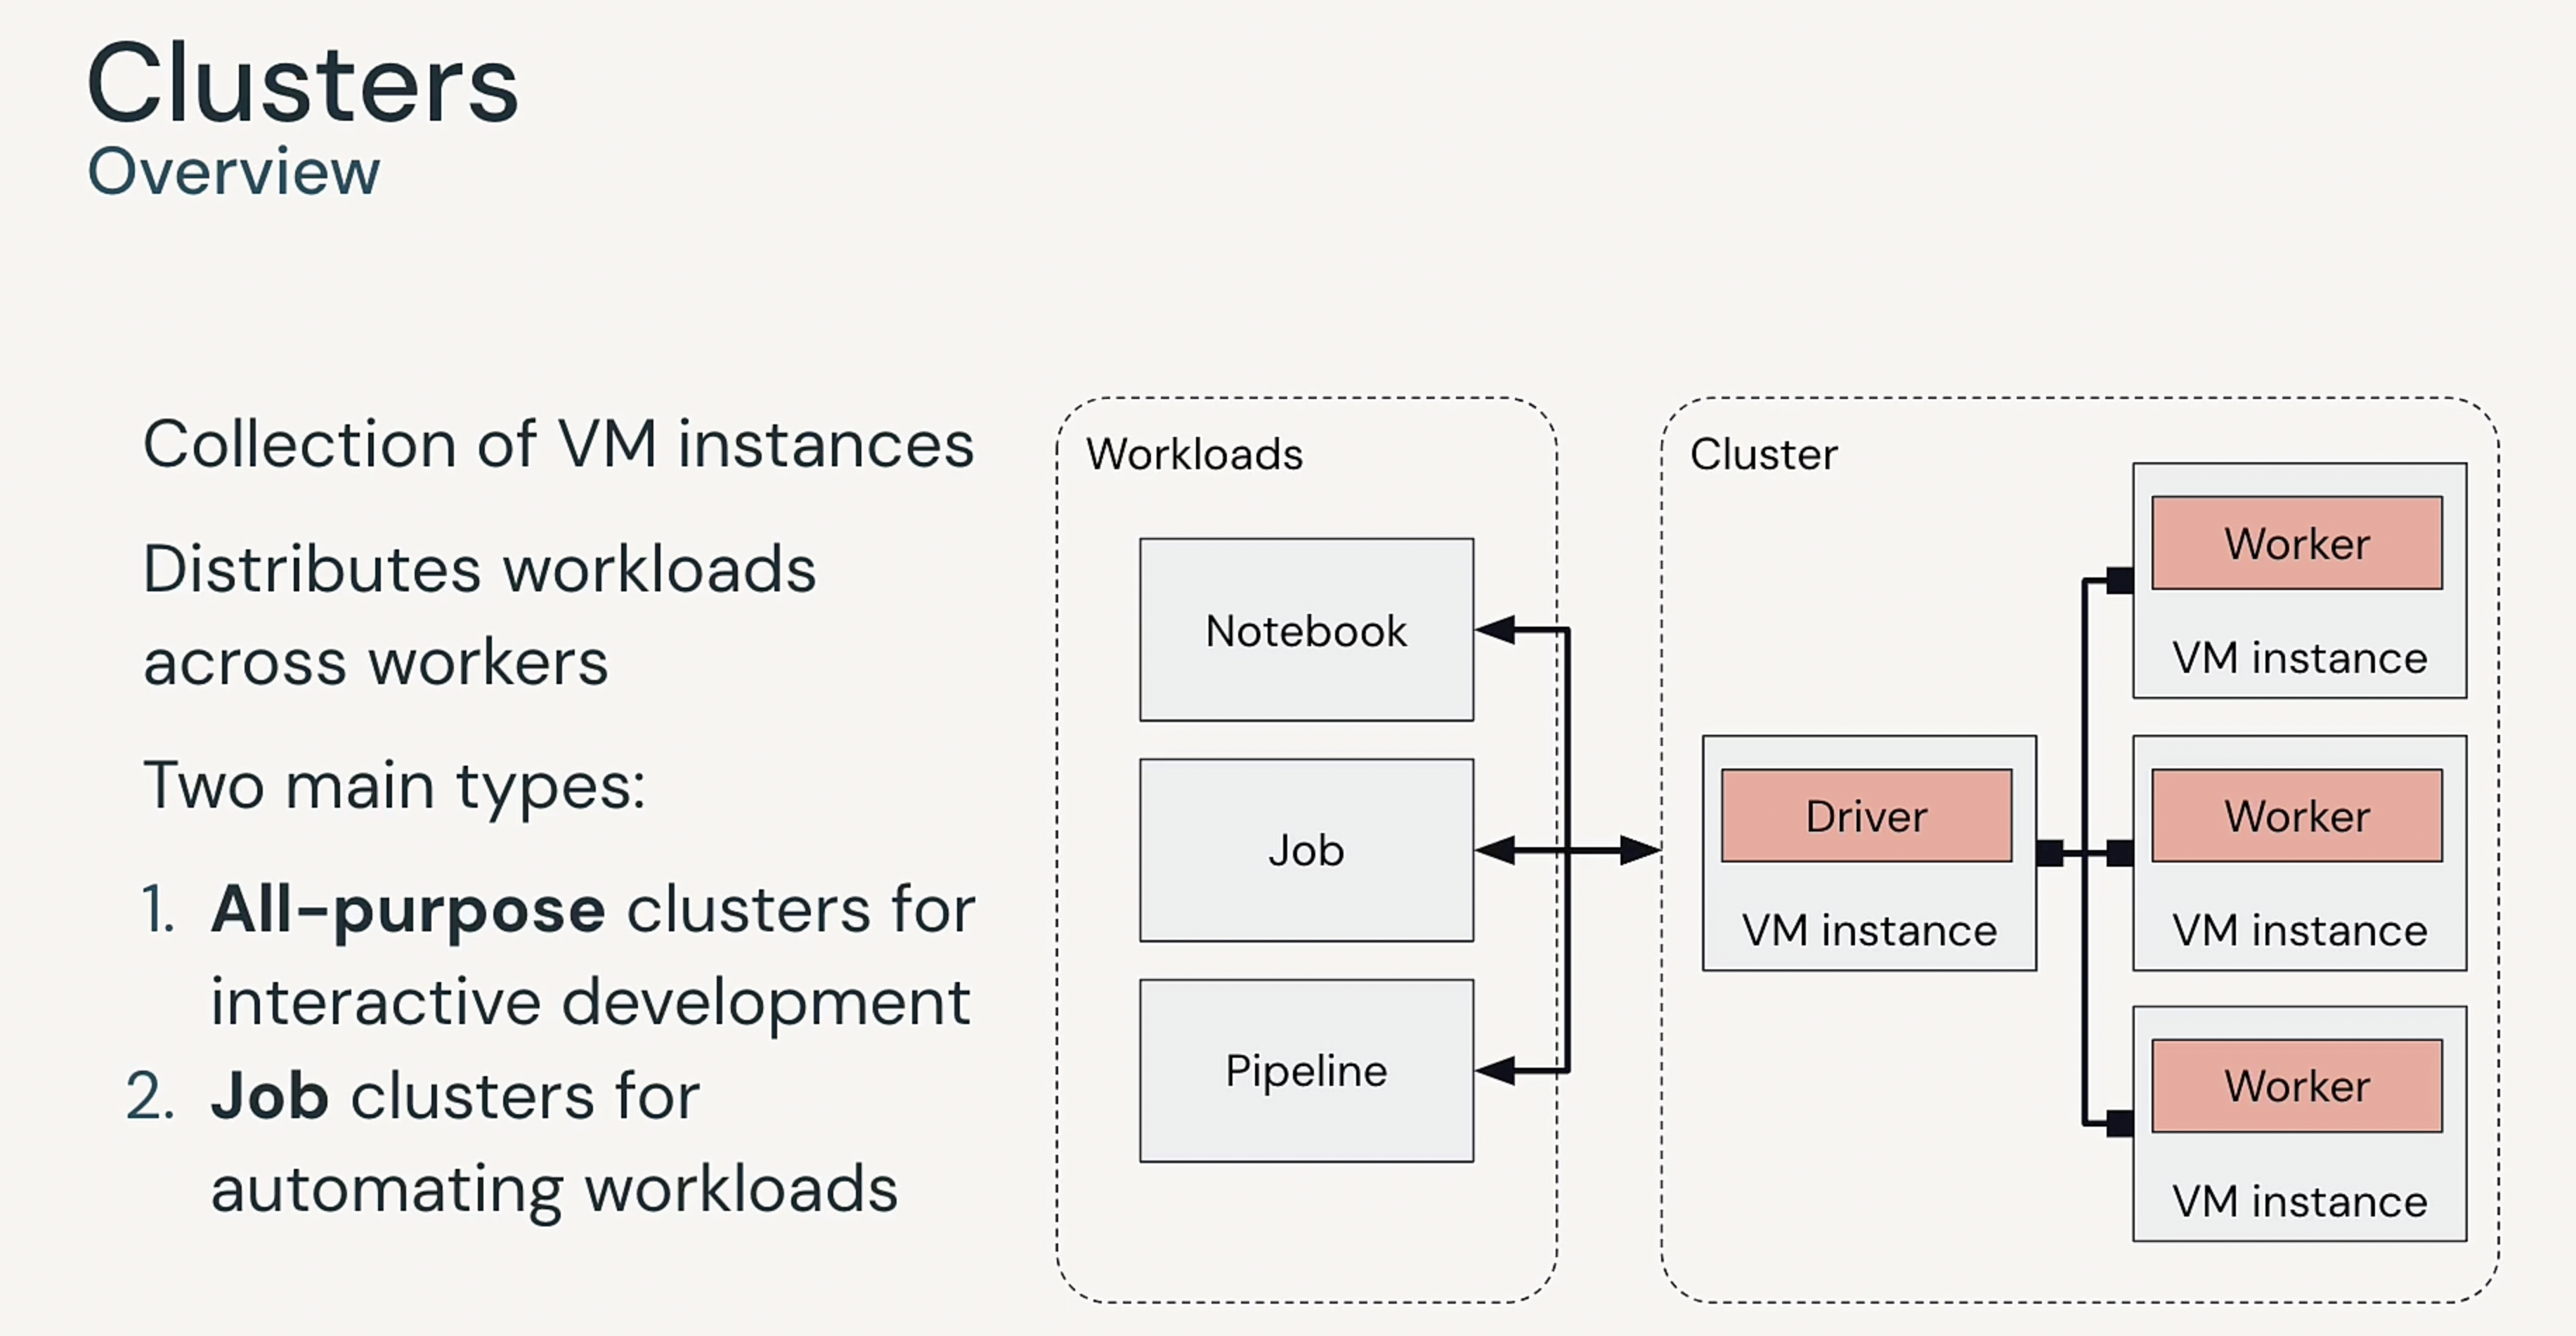 Clusters
Overview
Collection of VM instances
Distributes workloads
across workers
Two main types:
1. All-purpose clusters for
interactive development
2. Job clusters for
automating workloads
Workloads
Notebook
Job
Pipeline
Cluster
Driver
VM instance
Worker
VM instance
Worker
VM instance
Worker
VM instance